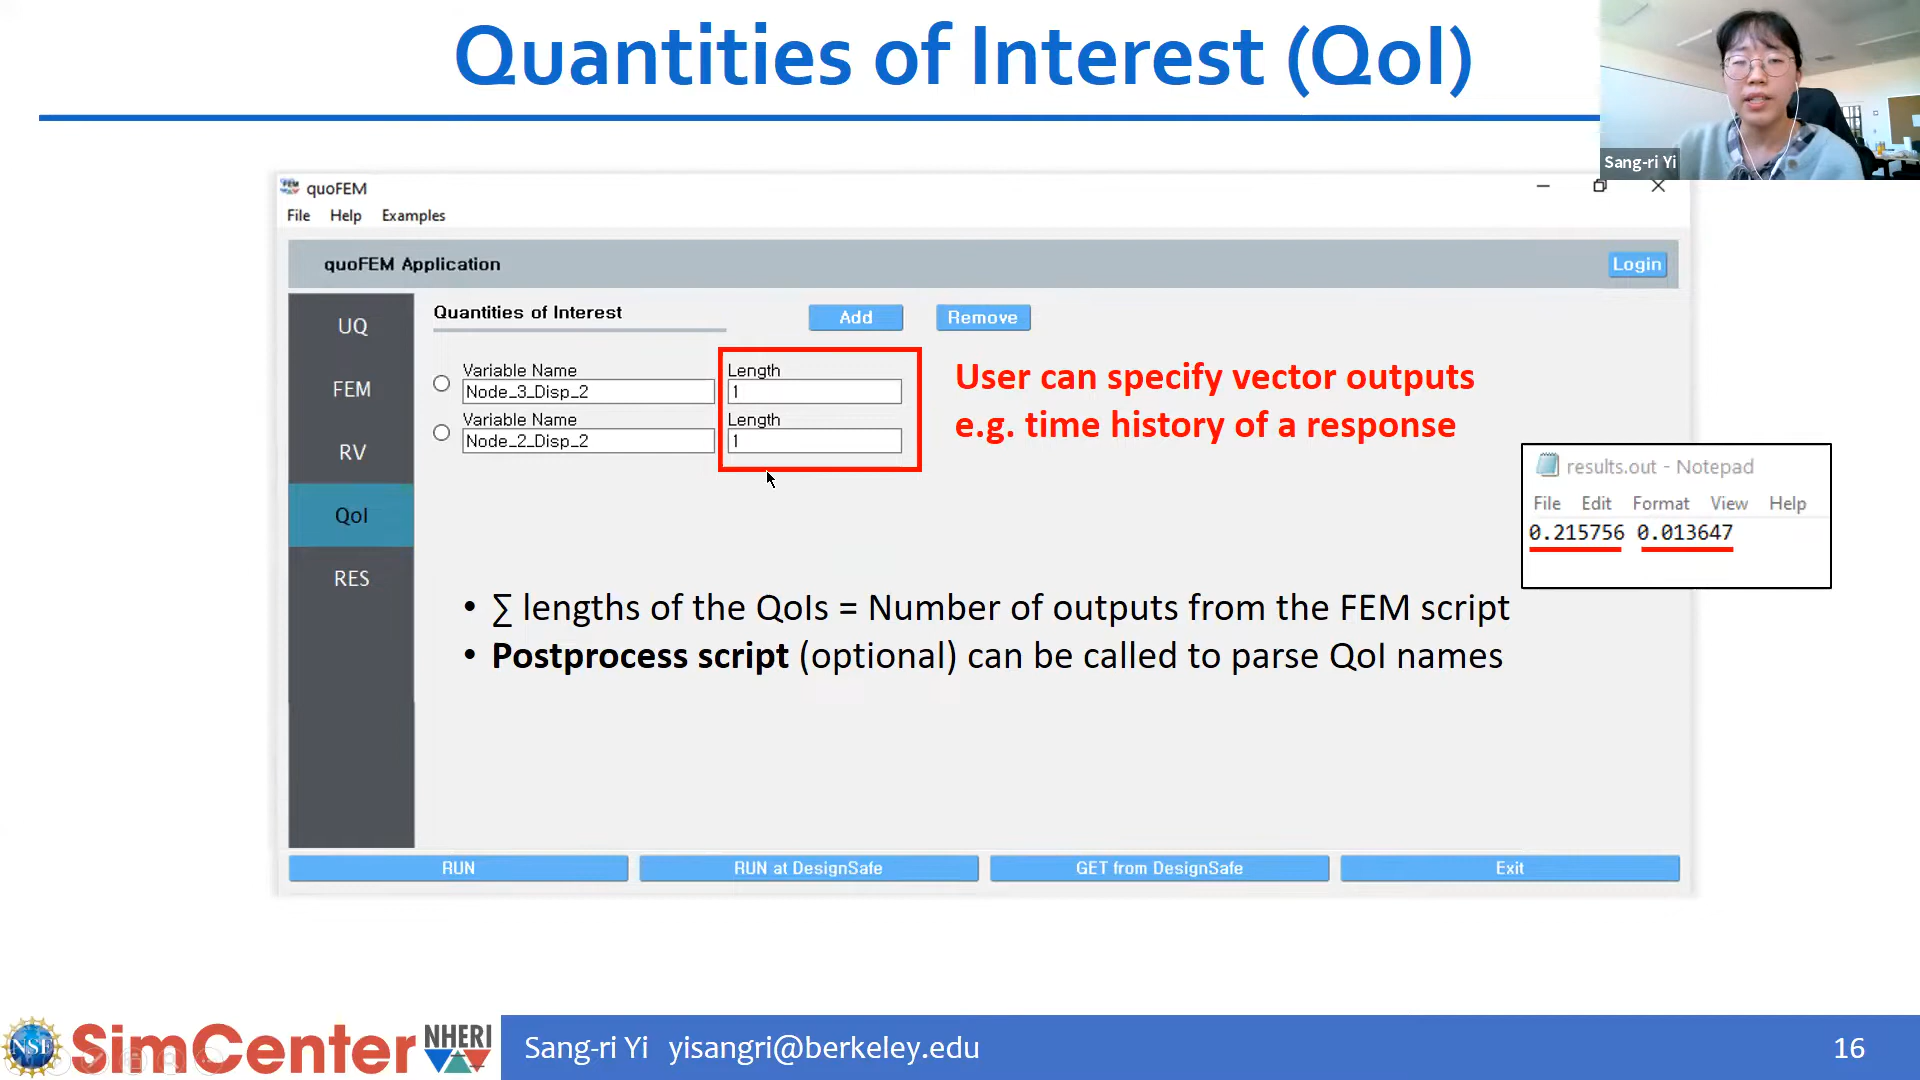 Quantities of Interest (QoI)
Sang-ri Yi
quoFEM
File Help Examples
quoFEM Application
Login
UQ
FEM
RV
QoI
RES
Quantities of Interest
Add
Remove
Variable Name
Length
Node_3_Disp_2
1
Variable Name
Length
Node_2_Disp_2
1
User can specify vector outputs
e.g. time history of a response
results.out - Notepad
File Edit Format View Help
0.215756 0.013647
• ∑ lengths of the QoIs = Number of outputs from the FEM script
• Postprocess script (optional) can be called to parse QoI names
RUN
RUN at DesignSafe
GET from DesignSafe
Exit
NSF
SimCenter
NHERI
Sang-ri Yi yisangri@berkeley.edu
16